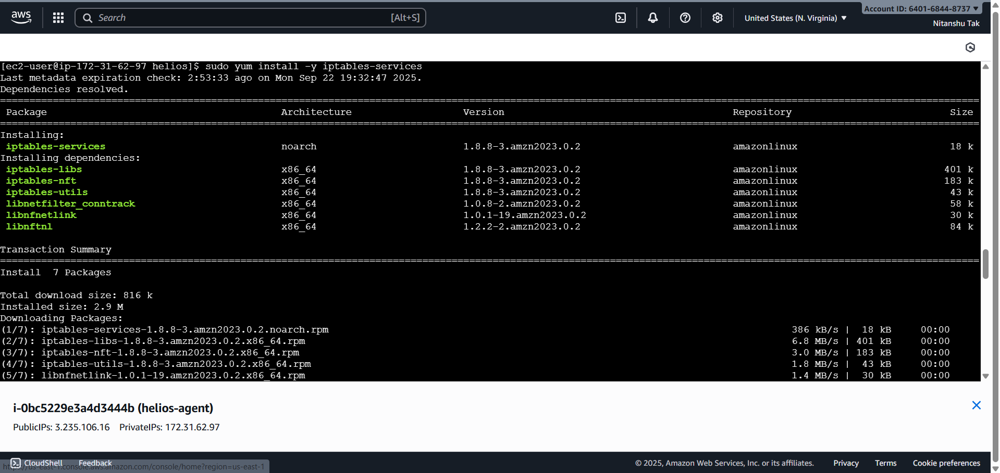 aws
Search
[Alt+S]
United States (N. Virginia)
Account ID: 6401-6844-8737
Nitanshu Tak
[ec2-user@ip-172-31-62-97 helios]$ sudo yum install -y iptables-services
Last metadata expiration check: 2:53:33 ago on Mon Sep 22 19:32:47 2025.
Dependencies resolved.
Package Architecture Version Repository Size
Installing:
iptables-services noarch 1.8.8-3.amzn2023.0.2 amazonlinux 18 k
Installing dependencies:
iptables-libs x86_64 1.8.8-3.amzn2023.0.2 amazonlinux 401 k
iptables-nft x86_64 1.8.8-3.amzn2023.0.2 amazonlinux 183 k
iptables-utils x86_64 1.8.8-3.amzn2023.0.2 amazonlinux 43 k
libnetfilter_conntrack x86_64 1.0.8-2.amzn2023.0.2 amazonlinux 58 k
libnfnetlink x86_64 1.0.1-19.amzn2023.0.2 amazonlinux 30 k
libnftnl x86_64 1.2.2-2.amzn2023.0.2 amazonlinux 84 k
Transaction Summary
Install 7 Packages
Total download size: 816 k
Installed size: 2.9 M
Downloading Packages:
(1/7): iptables-services-1.8.8-3.amzn2023.0.2.noarch.rpm 386 kB/s | 18 kB 00:00
(2/7): iptables-libs-1.8.8-3.amzn2023.0.2.x86_64.rpm 6.8 MB/s | 401 kB 00:00
(3/7): iptables-nft-1.8.8-3.amzn2023.0.2.x86_64.rpm 3.0 MB/s | 183 kB 00:00
(4/7): iptables-utils-1.8.8-3.amzn2023.0.2.x86_64.rpm 1.8 MB/s | 43 kB 00:00
(5/7): libnfnetlink-1.0.1-19.amzn2023.0.2.x86_64.rpm 1.4 MB/s | 30 kB 00:00
i-0bc5229e3a4d3444b (helios-agent)
PublicIPs: 3.235.106.16 PrivateIPs: 172.31.62.97
CloudShell Feedback
https://us-east-1.console.aws.amazon.com/console/home?region=us-east-1
© 2025, Amazon Web Services, Inc. or its affiliates. Privacy Terms Cookie preferences